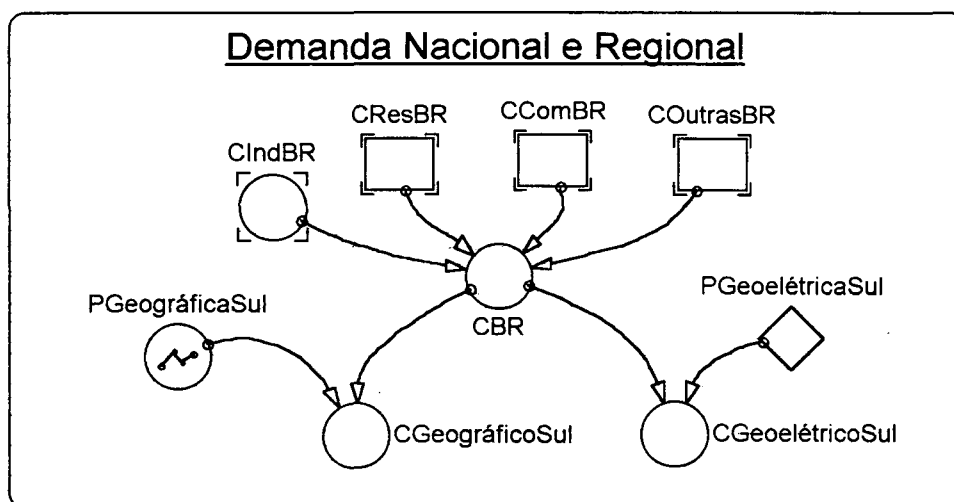 Demanda Nacional e Regional
CResBR
CComBR
COutrasBR
CIndBR
PGeográficaSul
PGeoelétricaSul
CBR
CGeográficoSul
CGeoelétricoSul